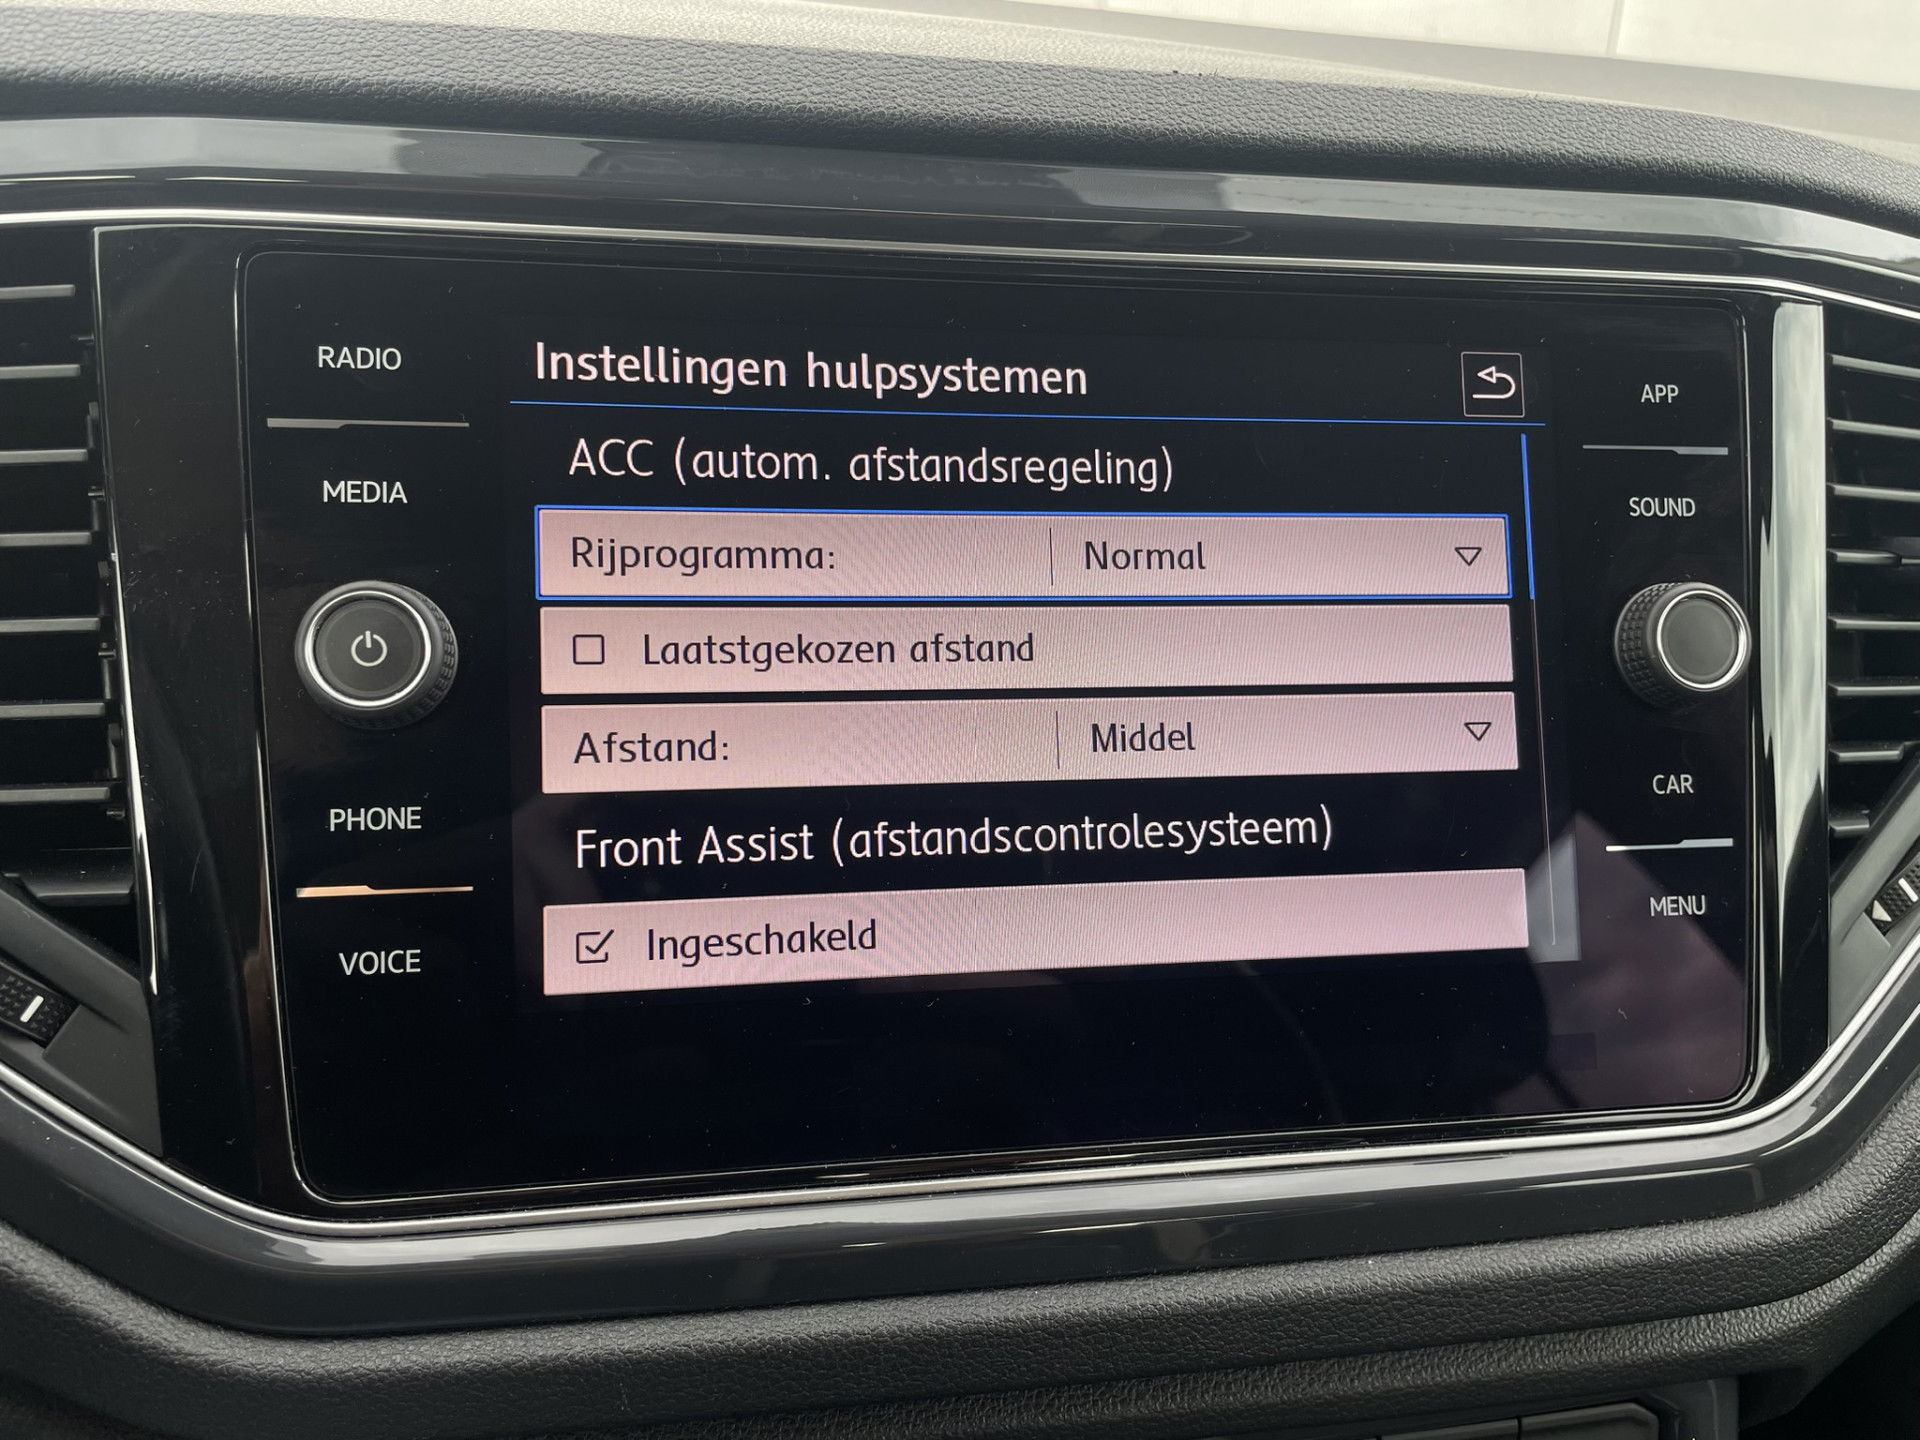 RADIO
MEDIA
PHONE
VOICE
Instellingen hulpsystemen
ACC (autom. afstandsregeling)
Rijprogramma: Normal
Laatstgekozen afstand
Afstand: Middel
Front Assist (afstandscontrolesysteem)
Ingeschakeld
APP
SOUND
CAR
MENU